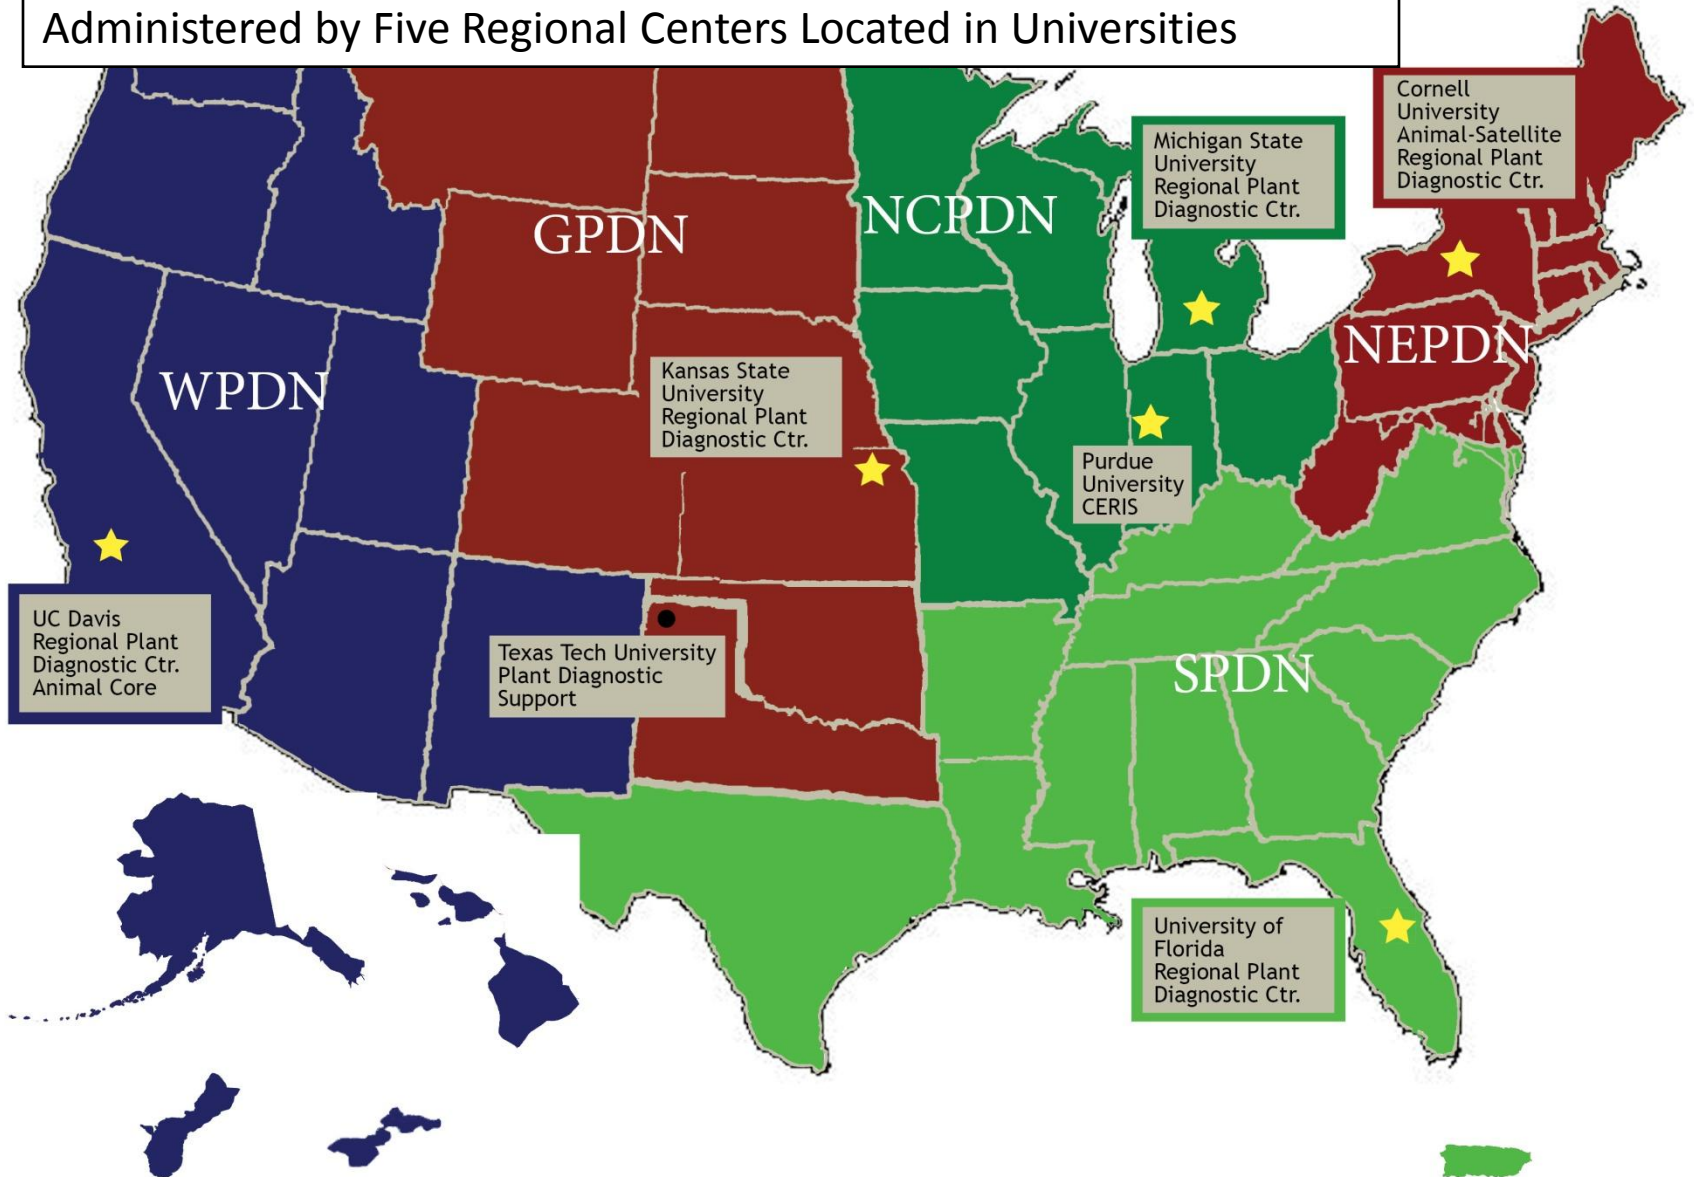 Administered by Five Regional Centers Located in Universities
Cornell
University
Animal-Satellite
Regional Plant
Diagnostic Ctr.
Michigan State
University
Regional Plant
Diagnostic Ctr.
GPDN
NCPDN
NEPDN
WPDN
Kansas State
University
Regional Plant
Diagnostic Ctr.
Purdue
University
CERIS
UC Davis
Regional Plant
Diagnostic Ctr.
Animal Core
Texas Tech University
Plant Diagnostic
Support
SPDN
University of
Florida
Regional Plant
Diagnostic Ctr.